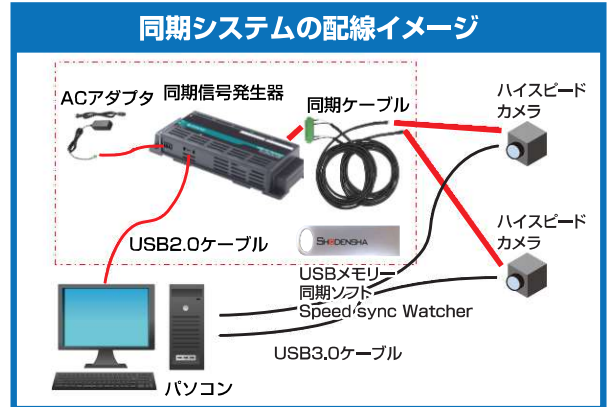 同期システムの配線イメージ
ACアダプタ
同期信号発生器
同期ケーブル
ハイスピード
カメラ
USB2.0ケーブル
SHODENSHA
ハイスピード
カメラ
USBメモリー
同期ソフト
Speed sync Watcher
USB3.0ケーブル
パソコン